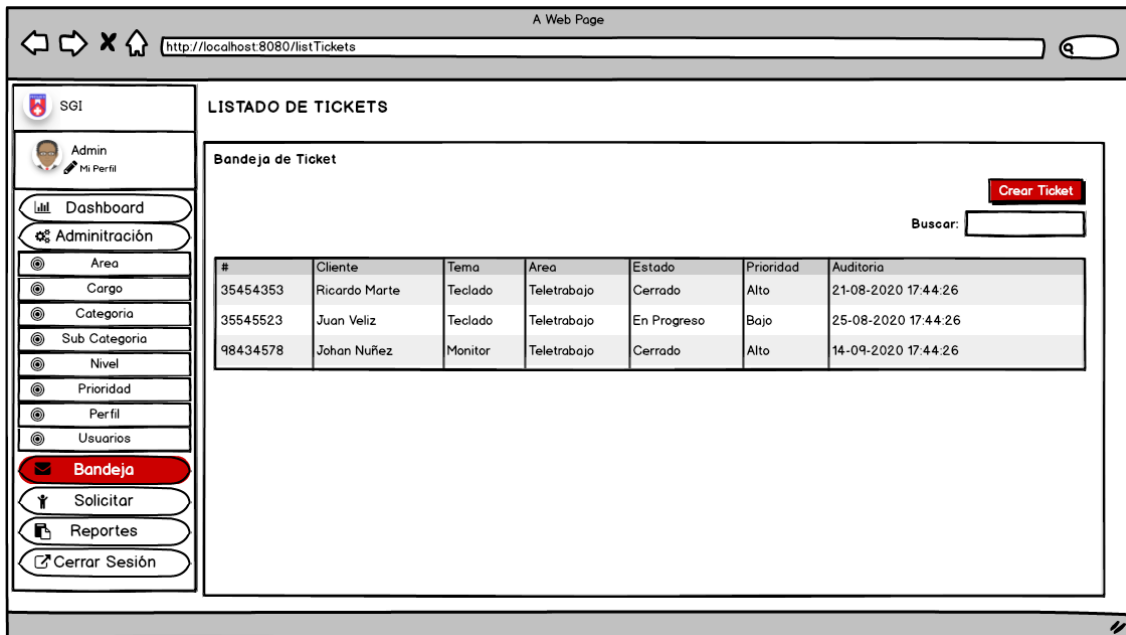 A Web Page
http://localhost:8080/listTickets
SGI
Admin
Mi Perfil
Dashboard
Adminitración
Area
Cargo
Categoria
Sub Categoria
Nivel
Prioridad
Perfil
Usuarios
Bandeja
Solicitar
Reportes
Cerrar Sesión
LISTADO DE TICKETS
Bandeja de Ticket
Crear Ticket
Buscar:
# Cliente Tema Area Estado Prioridad Auditoria
35454353 Ricardo Marte Teclado Teletrabajo Cerrado Alto 21-08-2020 17:44:26
35545523 Juan Veliz Teclado Teletrabajo En Progreso Bajo 25-08-2020 17:44:26
98434578 Johan Nuñez Monitor Teletrabajo Cerrado Alto 14-09-2020 17:44:26